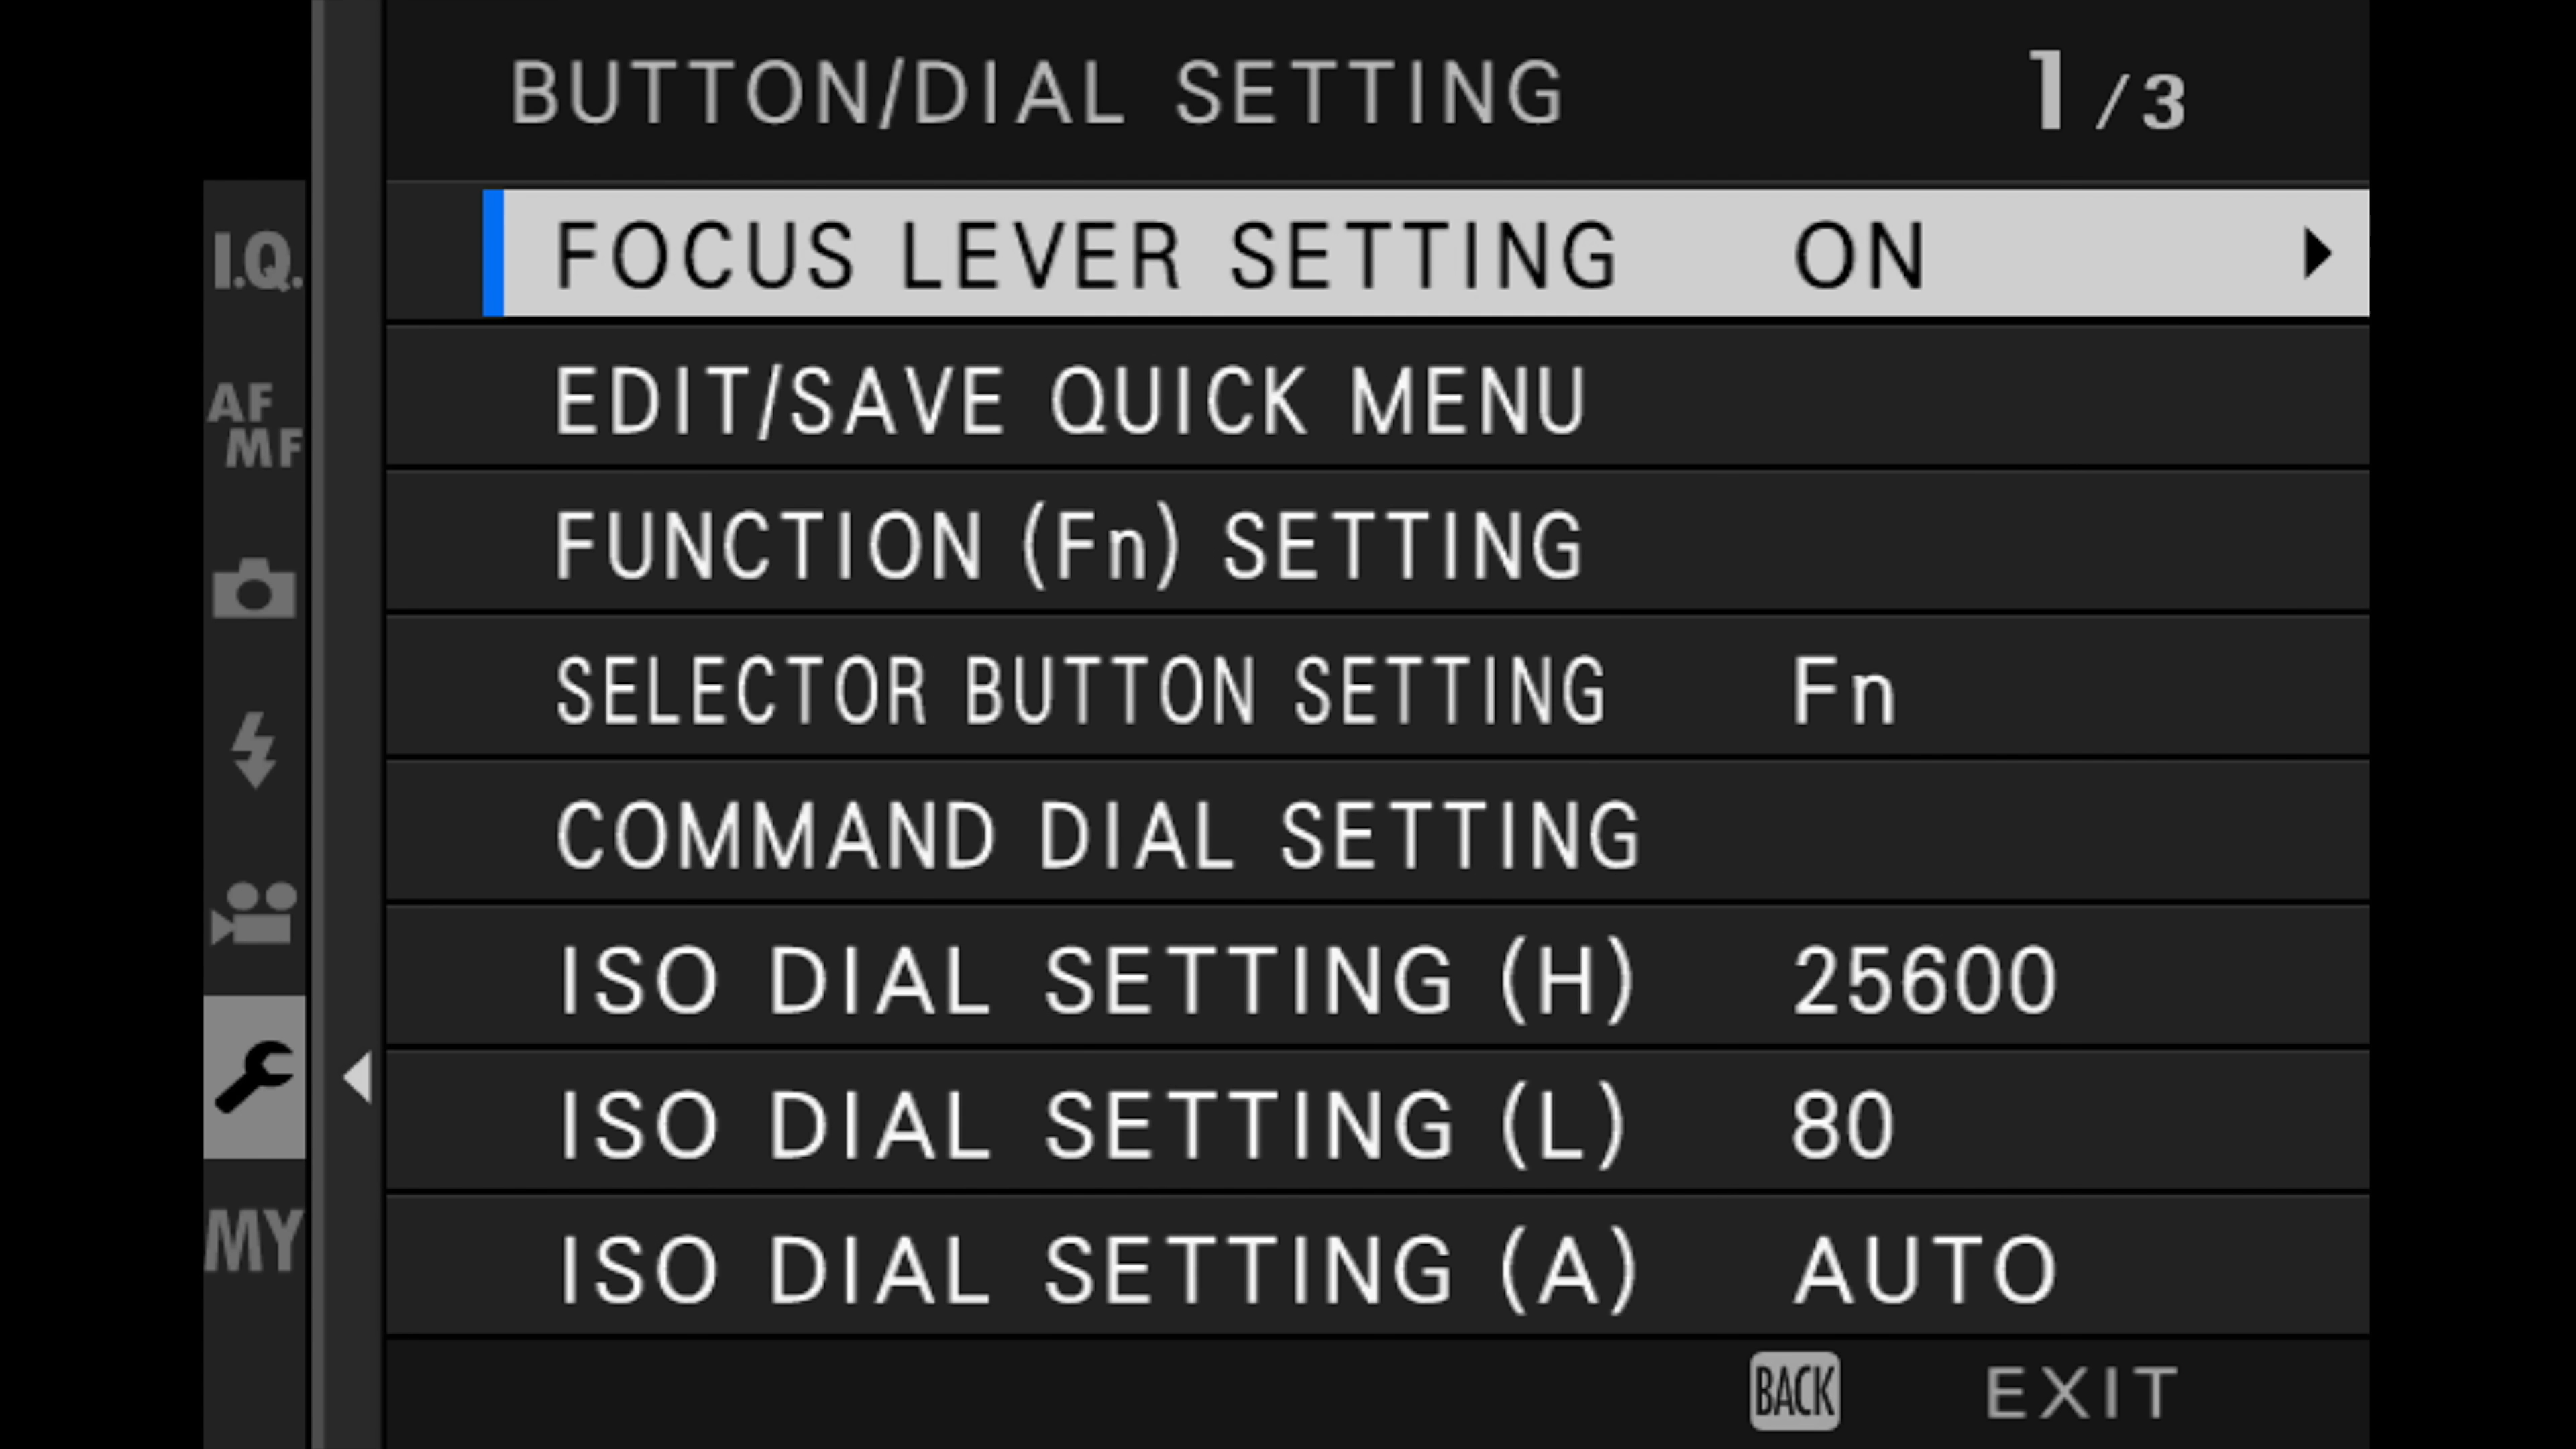 BUTTON/DIAL SETTING 1/3
I.Q.
FOCUS LEVER SETTING ON
AF
MF
EDIT/SAVE QUICK MENU
FUNCTION (Fn) SETTING
SELECTOR BUTTON SETTING Fn
COMMAND DIAL SETTING
ISO DIAL SETTING (H) 25600
ISO DIAL SETTING (L) 80
MY
ISO DIAL SETTING (A) AUTO
BACK EXIT